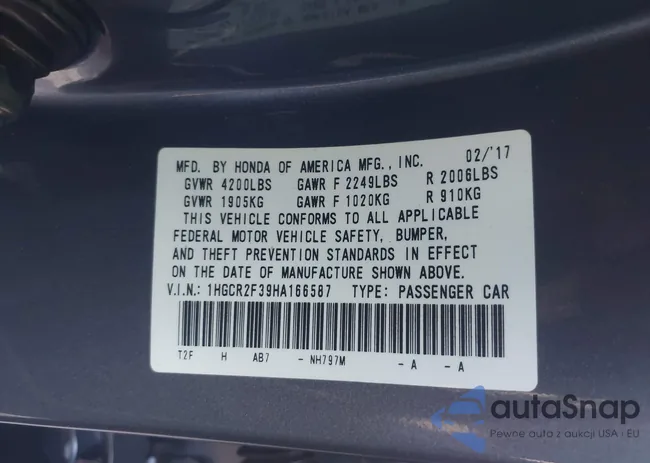 MFD. BY HONDA OF AMERICA MFG., INC. 02/'17
GVWR 4200LBS GAWR F 2249LBS R 2006LBS
GVWR 1905KG GAWR F 1020KG R 910KG
THIS VEHICLE CONFORMS TO ALL APPLICABLE
FEDERAL MOTOR VEHICLE SAFETY, BUMPER,
AND THEFT PREVENTION STANDARDS IN EFFECT
ON THE DATE OF MANUFACTURE SHOWN ABOVE.
V.I.N.: 1HGCR2F39HA166587 TYPE: PASSENGER CAR
T2F H AB7 - NH797M - A - A
autaSnap
Pewne auta z aukcji USA i EU